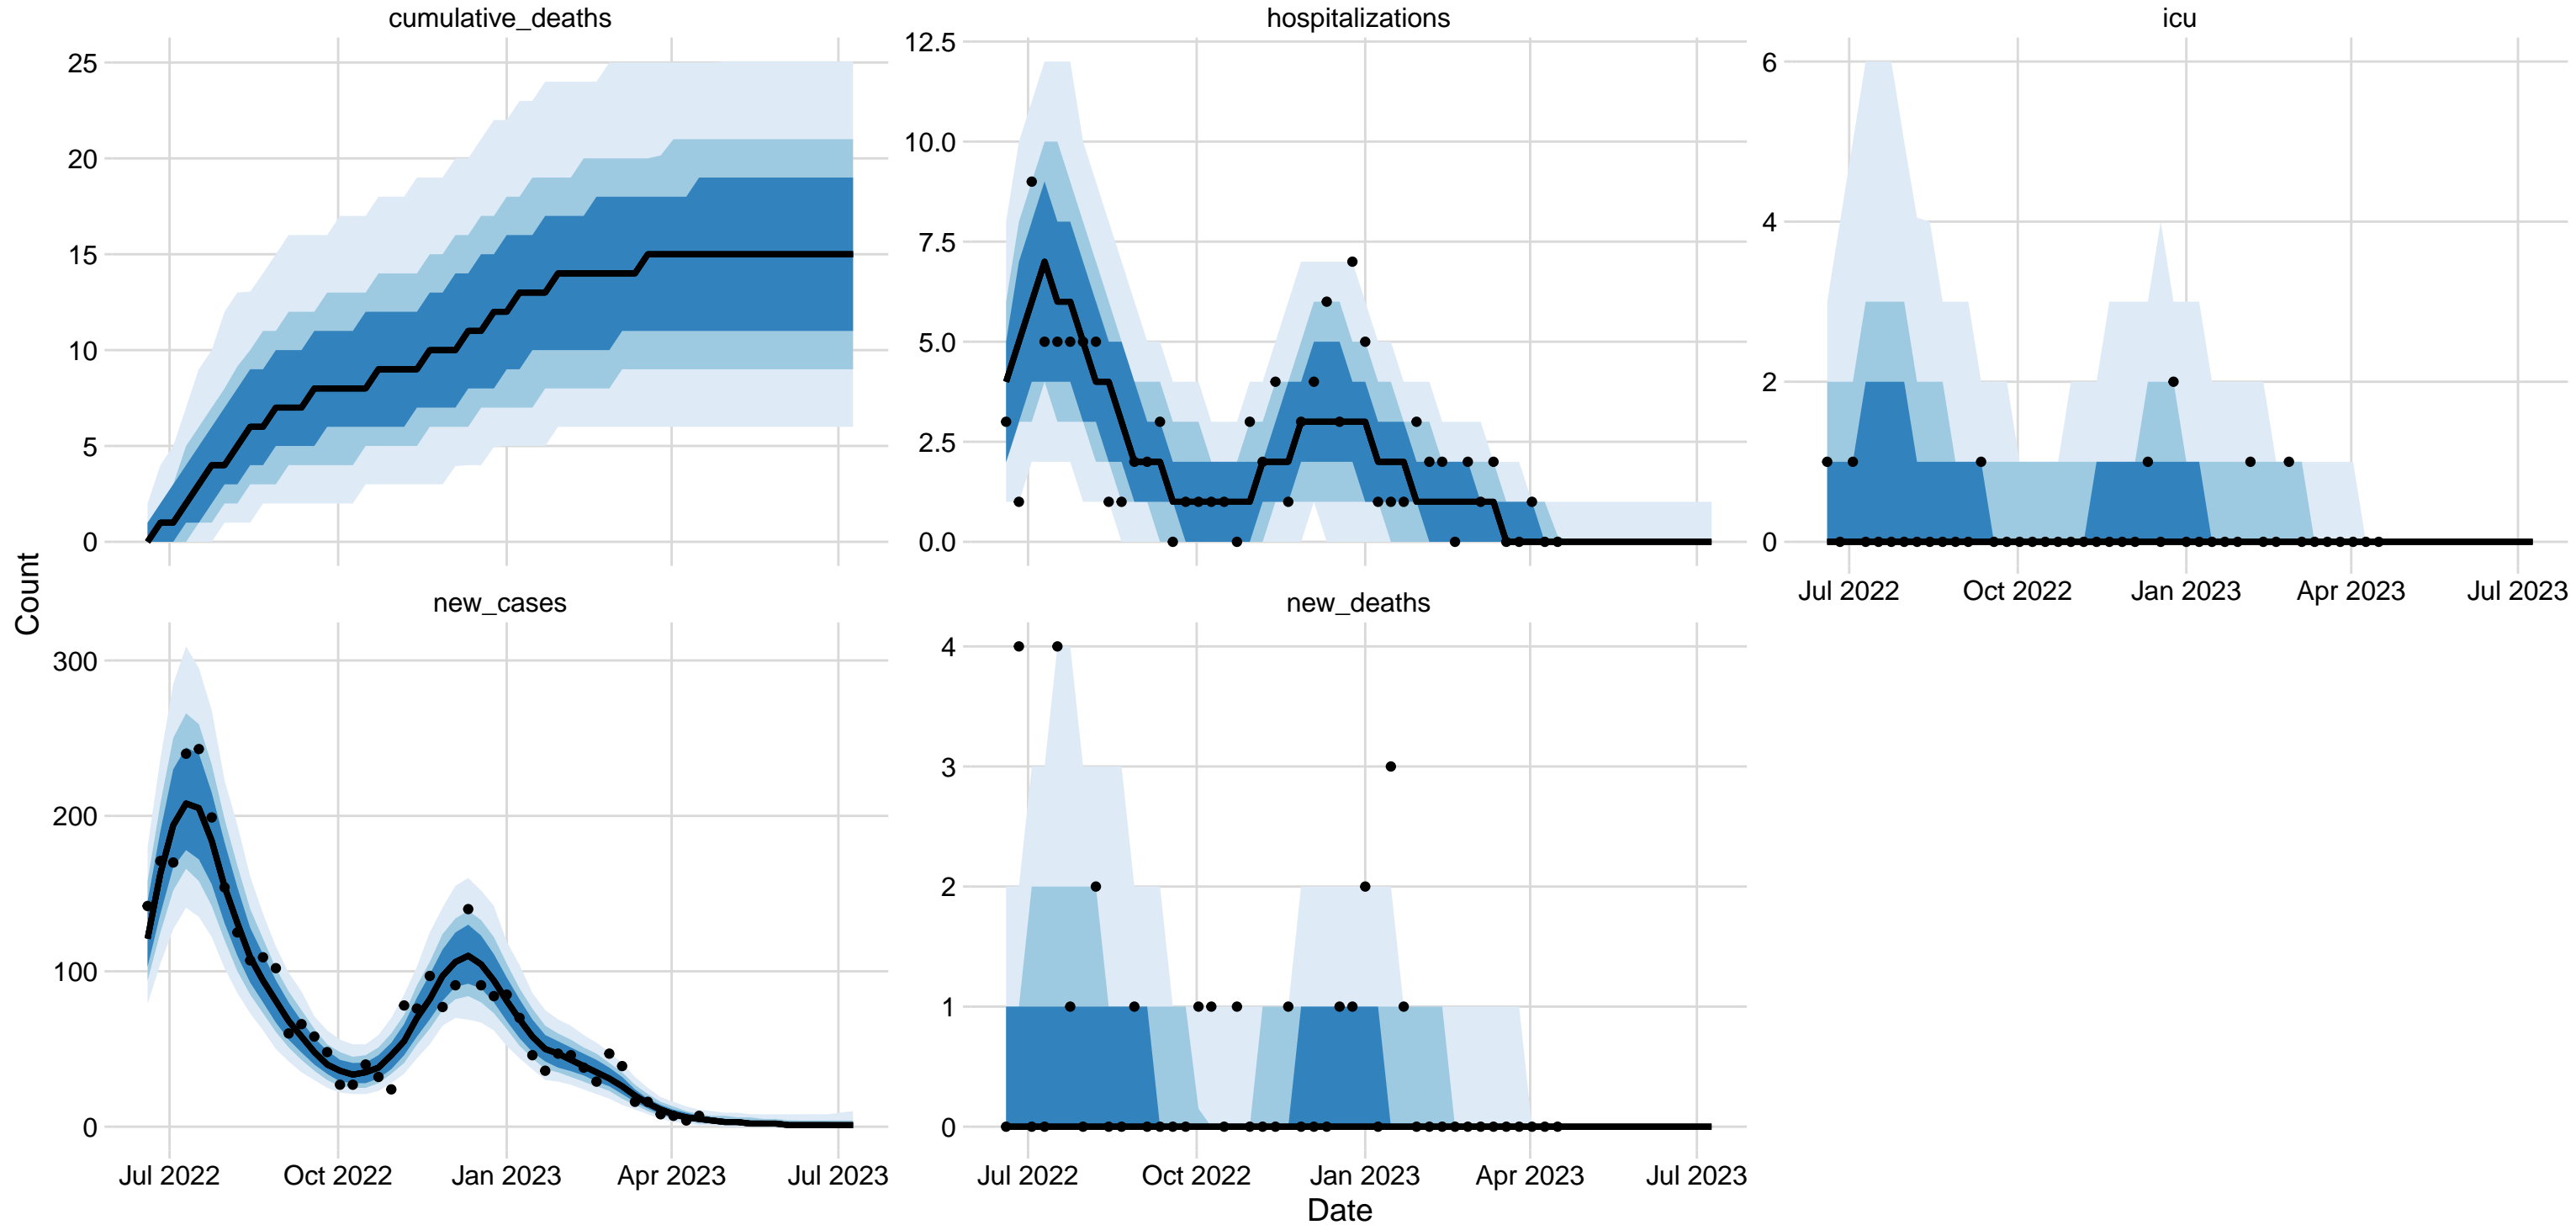 cumulative_deaths
hospitalizations
icu
25
20
15
10
5
0
12.5
10.0
7.5
5.0
2.5
0.0
6
4
2
0
Jul 2022 Oct 2022 Jan 2023 Apr 2023 Jul 2023
Count
new_cases
new_deaths
300
200
100
0
4
3
2
1
0
Jul 2022 Oct 2022 Jan 2023 Apr 2023 Jul 2023
Jul 2022 Oct 2022 Jan 2023 Apr 2023 Jul 2023
Date